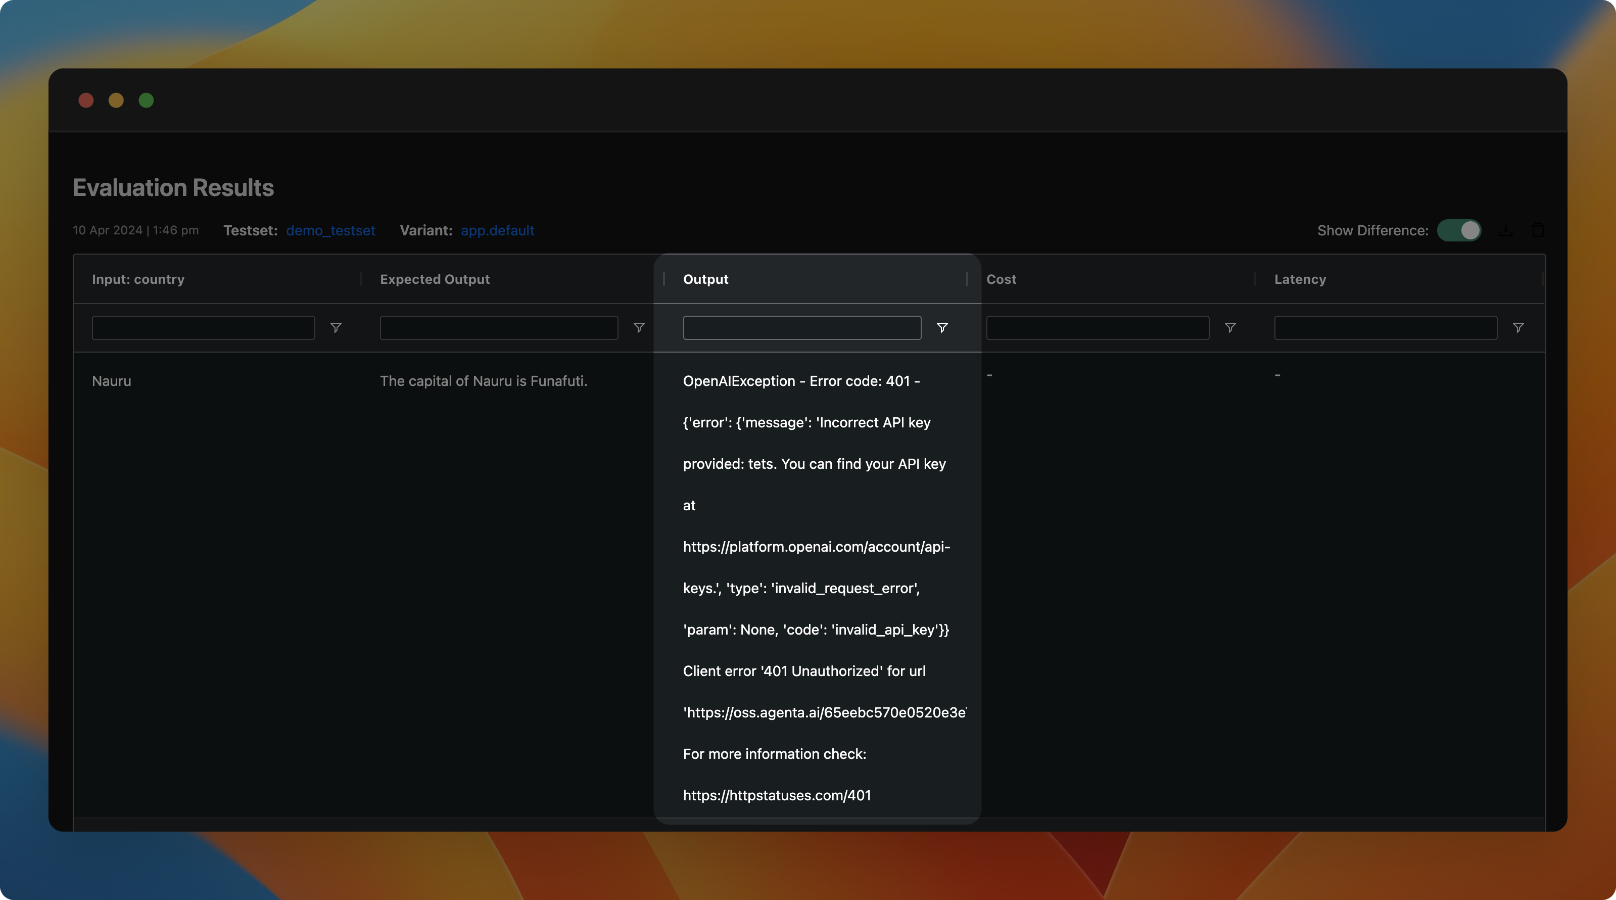 Evaluation Results
10 Apr 2024 | 1:46 pm Testset: demo_testset Variant: app.default Show Difference:
Input: country Expected Output Output Cost Latency
Nauru The capital of Nauru is Funafuti. OpenAIException - Error code: 401 - - -
{'error': {'message': 'Incorrect API key
provided: tets. You can find your API key
at
https://platform.openai.com/account/api-
keys.', 'type': 'invalid_request_error',
'param': None, 'code': 'invalid_api_key'}}
Client error '401 Unauthorized' for url
'https://oss.agenta.ai/65eebc570e0520e3e
For more information check:
https://httpstatuses.com/401